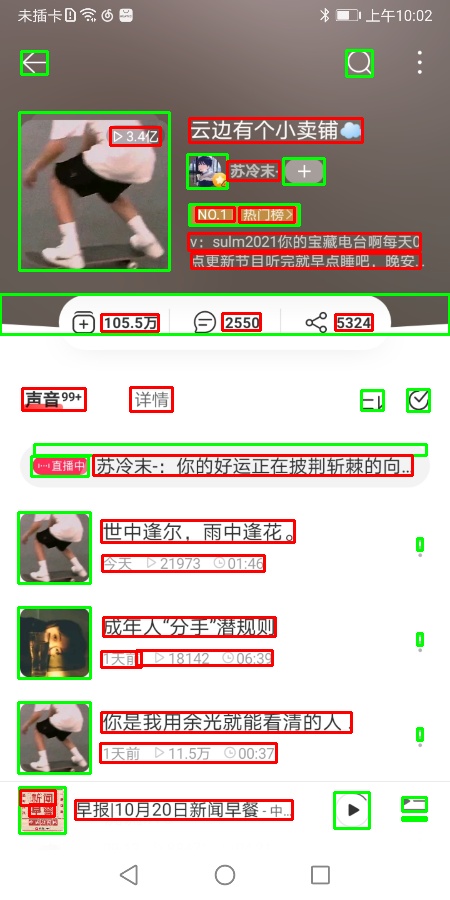 未插卡 上午10:02
3.4亿
云边有个小卖铺☁️
苏冷末-
NO.1 热门榜>
v：sulm2021你的宝藏电台啊每天0
点更新节目听完就早点睡吧，晚安...
105.5万 2550 5324
声音99+ 详情
直播中 苏冷末-：你的好运正在披荆斩棘的向...
世中逢尔，雨中逢花。
今天 21973 01:46
成年人“分手”潜规则
1天前 18142 06:39
你是我用余光就能看清的人
1天前 11.5万 00:37
新闻
早餐
早报|10月20日新闻早餐 - 中...